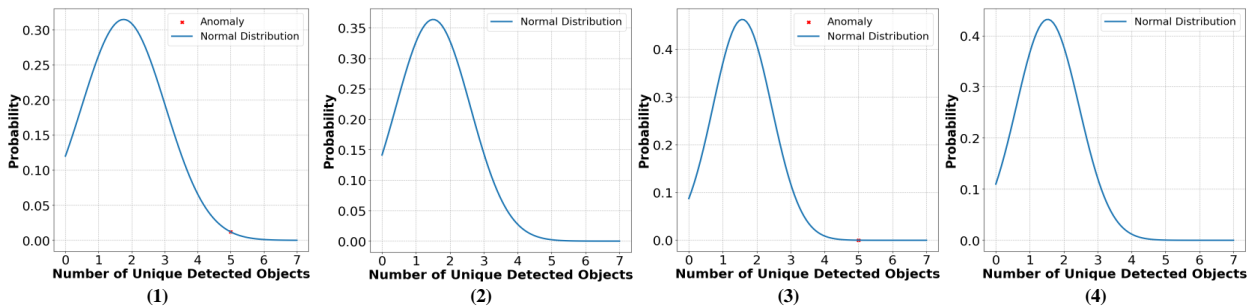 Probability
0.30
0.25
0.20
0.15
0.10
0.05
0.00
Anomaly
Normal Distribution
0 1 2 3 4 5 6 7
Number of Unique Detected Objects
(1)
Probability
0.35
0.30
0.25
0.20
0.15
0.10
0.05
0.00
Normal Distribution
0 1 2 3 4 5 6 7
Number of Unique Detected Objects
(2)
Probability
0.4
0.3
0.2
0.1
0.0
Anomaly
Normal Distribution
0 1 2 3 4 5 6 7
Number of Unique Detected Objects
(3)
Probability
0.4
0.3
0.2
0.1
0.0
Normal Distribution
0 1 2 3 4 5 6 7
Number of Unique Detected Objects
(4)